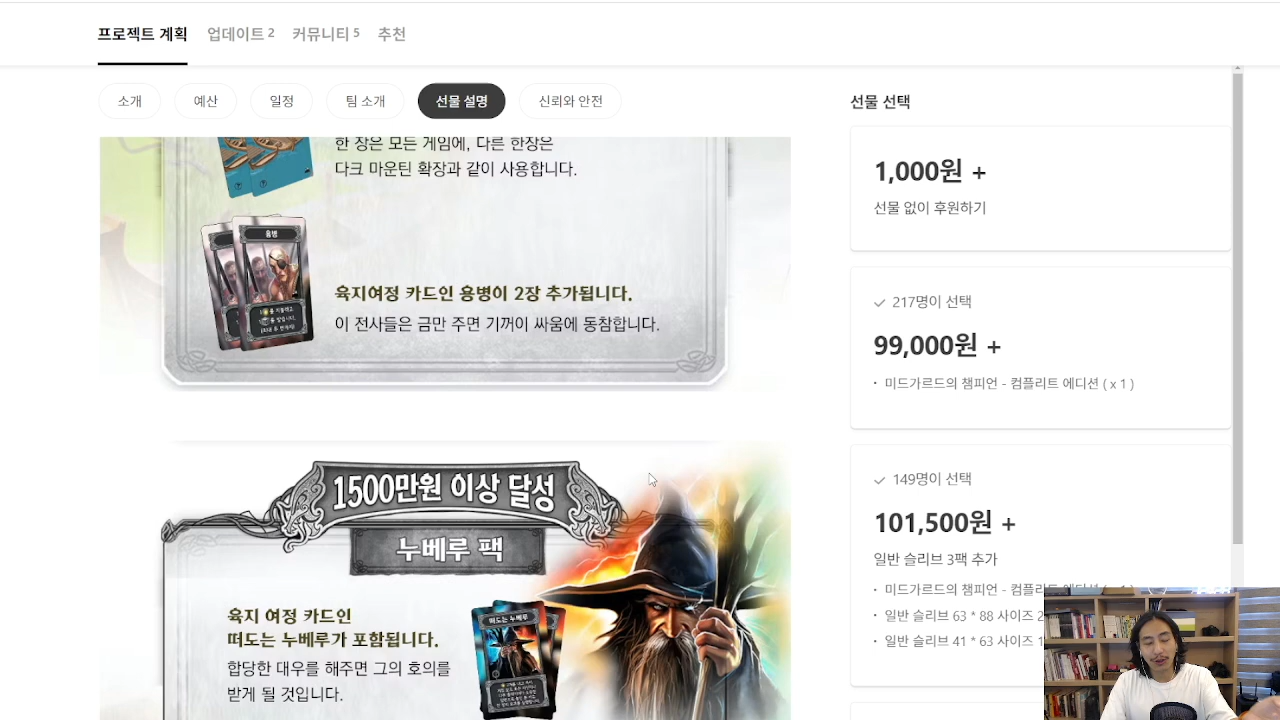 프로젝트 계획 업데이트 2 커뮤니티 5 추천
소개 예산 일정 팀 소개 선물 설명 신뢰와 안전
한 장은 모든 게임에, 다른 한장은
다크 마운틴 확장과 같이 사용합니다.
용병
육지여정 카드인 용병이 2장 추가됩니다.
이 전사들은 금만 주면 기꺼이 싸움에 동참합니다.
1500만원 이상 달성
누베루 팩
육지 여정 카드인
떠도는 누베루가 포함됩니다.
합당한 대우를 해주면 그의 호의를
받게 될 것입니다.
떠도는 누베루
선물 선택
1,000원 +
선물 없이 후원하기
217명이 선택
99,000원 +
• 미드가르드의 챔피언 - 컴플리트 에디션 ( x 1 )
149명이 선택
101,500원 +
일반 슬리브 3팩 추가
• 미드가르드의 챔피언 - 컴플리트 에디션 ( x 1 )
• 일반 슬리브 63 * 88 사이즈 2
• 일반 슬리브 41 * 63 사이즈 1